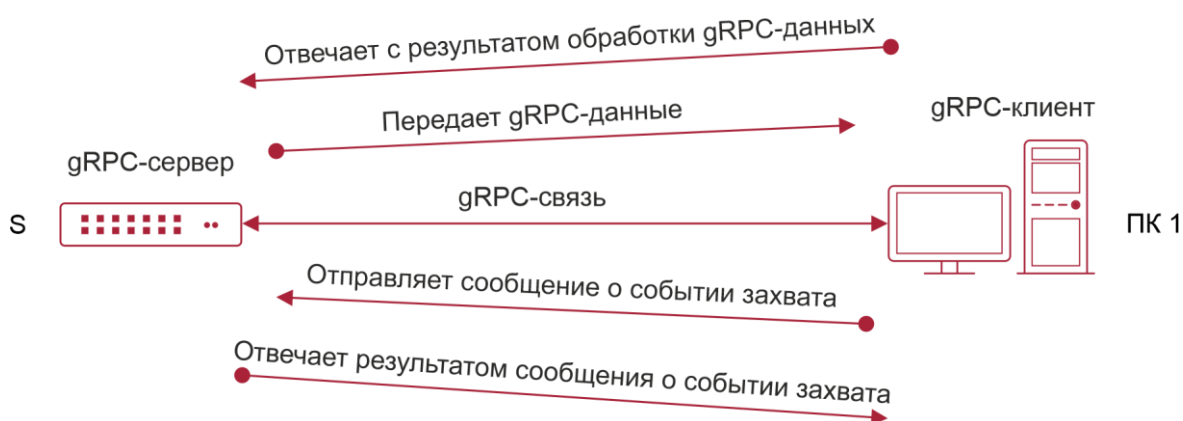 Отвечает с результатом обработки gRPC-данных
Передает gRPC-данные
gRPC-клиент
gRPC-сервер
gRPC-связь
S
ПК 1
Отправляет сообщение о событии захвата
Отвечает результатом сообщения о событии захвата